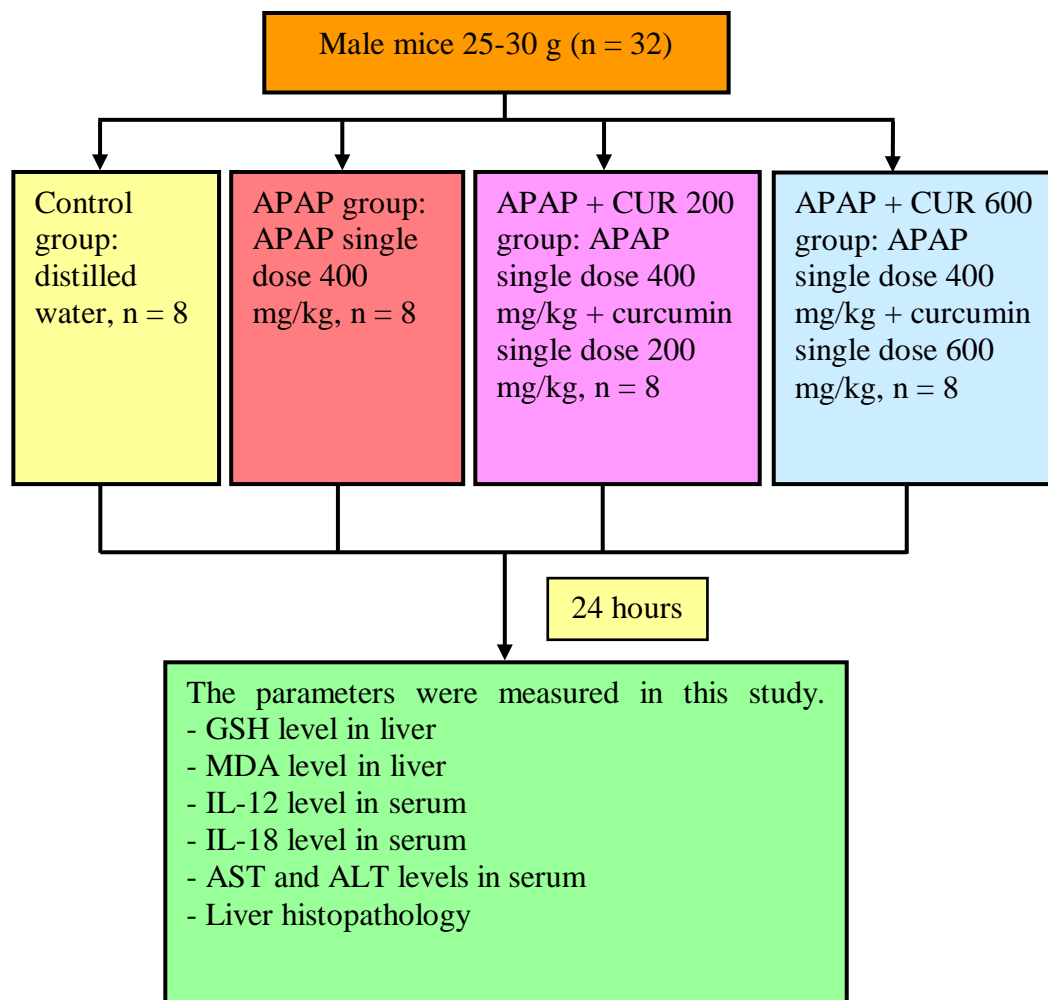 Male mice 25-30 g (n = 32)
Control
group:
distilled
water, n = 8
APAP group:
APAP single
dose 400
mg/kg, n = 8
APAP + CUR 200
group: APAP
single dose 400
mg/kg + curcumin
single dose 200
mg/kg, n = 8
APAP + CUR 600
group: APAP
single dose 400
mg/kg + curcumin
single dose 600
mg/kg, n = 8
24 hours
The parameters were measured in this study.
- GSH level in liver
- MDA level in liver
- IL-12 level in serum
- IL-18 level in serum
- AST and ALT levels in serum
- Liver histopathology